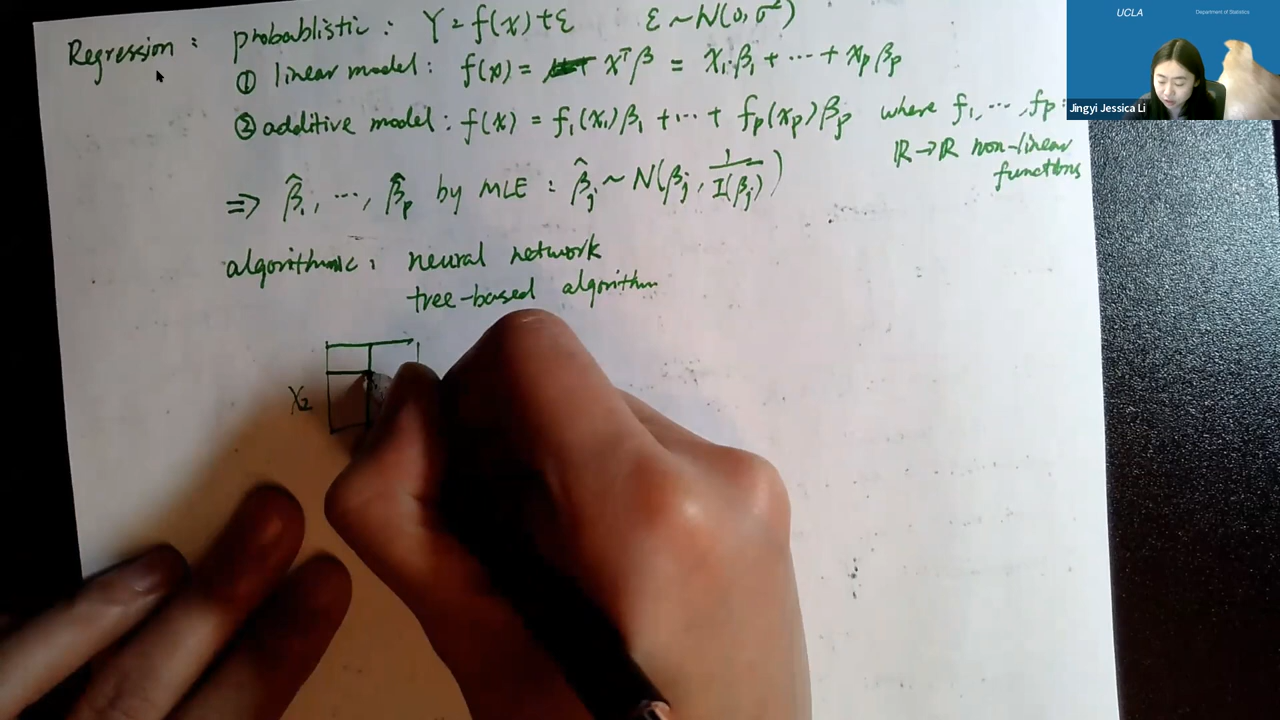 Regression : probablistic : Y = f(x) + ε   ε ~ N(0, σ²)
① linear model : f(x) = xᵀβ = x₁β₁ + ⋯ + xₚβₚ
② additive model : f(x) = f₁(x₁)β₁ + ⋯ + fₚ(xₚ)βₚ where f₁, ⋯, fₚ :
ℝ → ℝ non-linear
functions
⇒ β̂₁, ⋯, β̂ₚ by MLE : β̂ⱼ ~ N(βⱼ, 1/I(βⱼ))
algorithmic : neural network
tree-based algorithm
X₂
UCLA
Department of Statistics
Jingyi Jessica Li